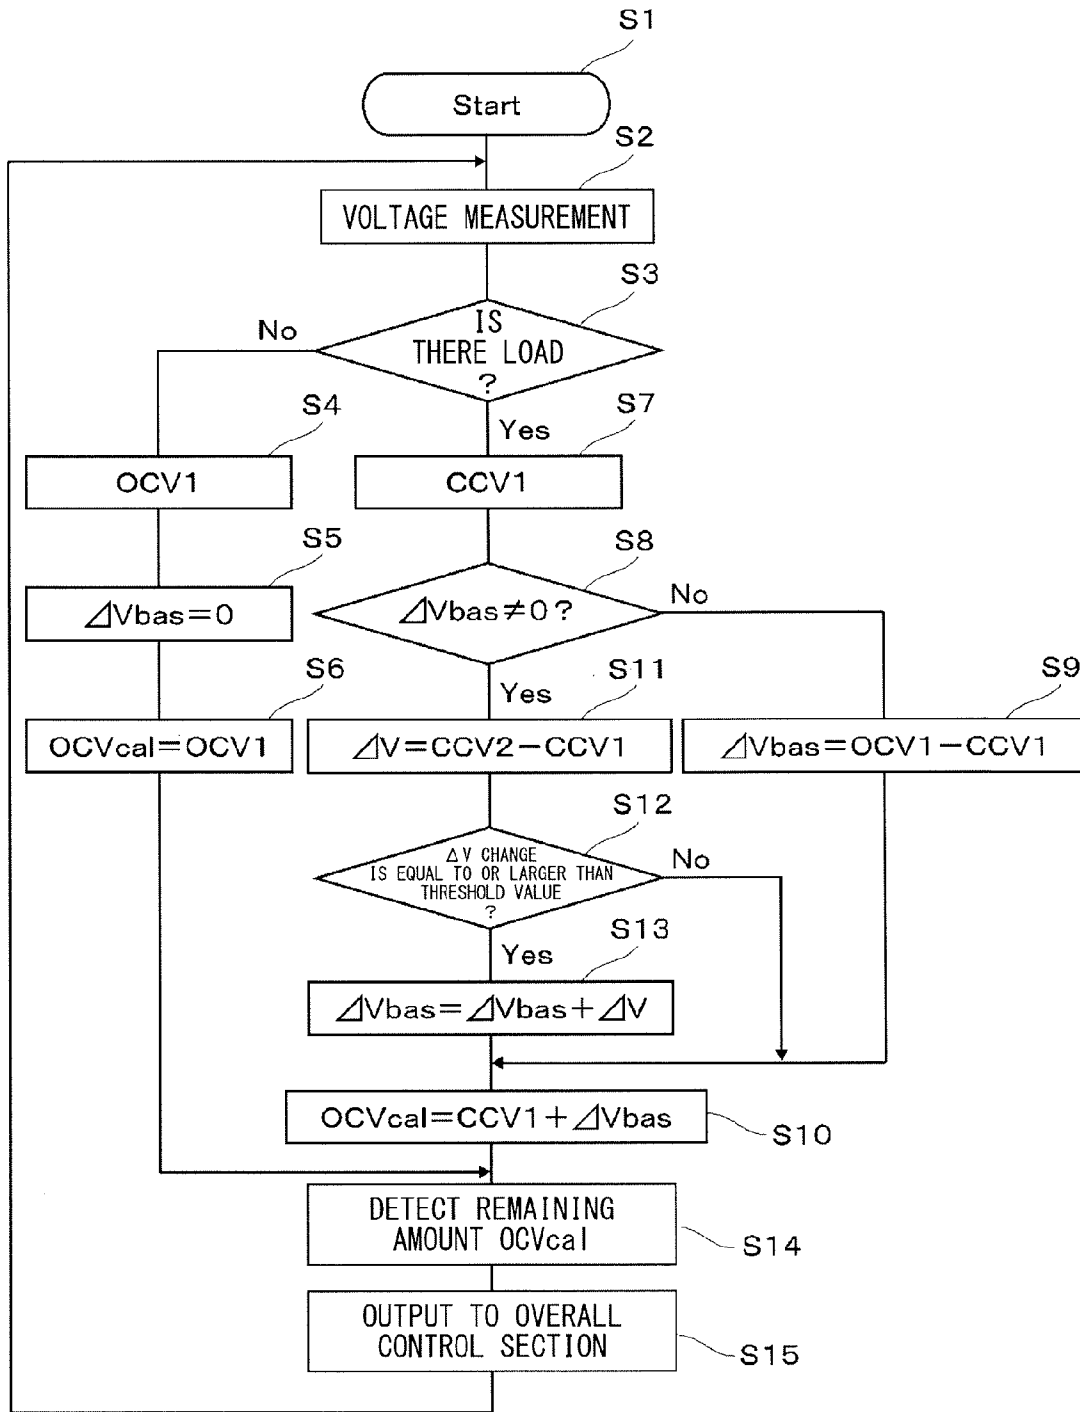 S1
Start
S2
VOLTAGE MEASUREMENT
S3
IS
THERE LOAD
?
No
Yes
S4
OCV1
S7
CCV1
S5
⊿Vbas=0
S8
⊿Vbas≠0?
No
Yes
S6
OCVcal=OCV1
S11
⊿V=CCV2-CCV1
S9
⊿Vbas=OCV1-CCV1
S12
ΔV CHANGE
IS EQUAL TO OR LARGER THAN
THRESHOLD VALUE
?
No
Yes
S13
⊿Vbas=⊿Vbas+⊿V
OCVcal=CCV1+⊿Vbas
S10
DETECT REMAINING
AMOUNT OCVcal
S14
OUTPUT TO OVERALL
CONTROL SECTION
S15